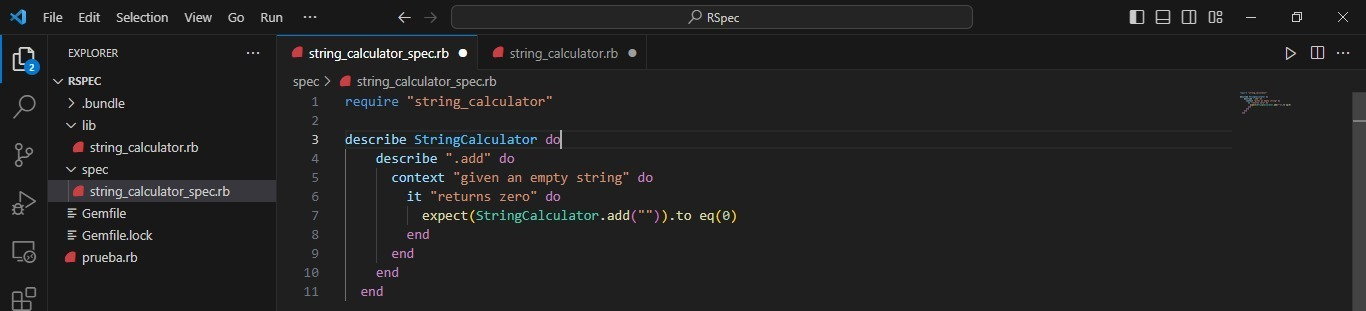 File Edit Selection View Go Run ··· RSpec
EXPLORER ···
2
RSPEC
.bundle
lib
string_calculator.rb
spec
string_calculator_spec.rb
Gemfile
Gemfile.lock
prueba.rb
string_calculator_spec.rb string_calculator.rb
spec > string_calculator_spec.rb
1 require "string_calculator"
2
3 describe StringCalculator do
4 describe ".add" do
5 context "given an empty string" do
6 it "returns zero" do
7 expect(StringCalculator.add("")).to eq(0)
8 end
9 end
10 end
11 end